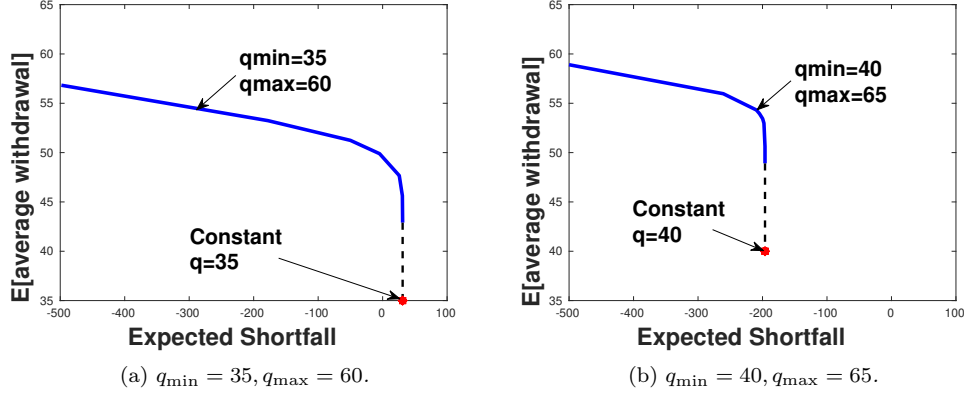 65
60
55
50
45
40
35
E[average withdrawal]
qmin=35
qmax=60
Constant
q=35
-500 -400 -300 -200 -100 0 100
Expected Shortfall
(a) q_min = 35, q_max = 60.
65
60
55
50
45
40
35
E[average withdrawal]
qmin=40
qmax=65
Constant
q=40
-500 -400 -300 -200 -100 0 100
Expected Shortfall
(b) q_min = 40, q_max = 65.